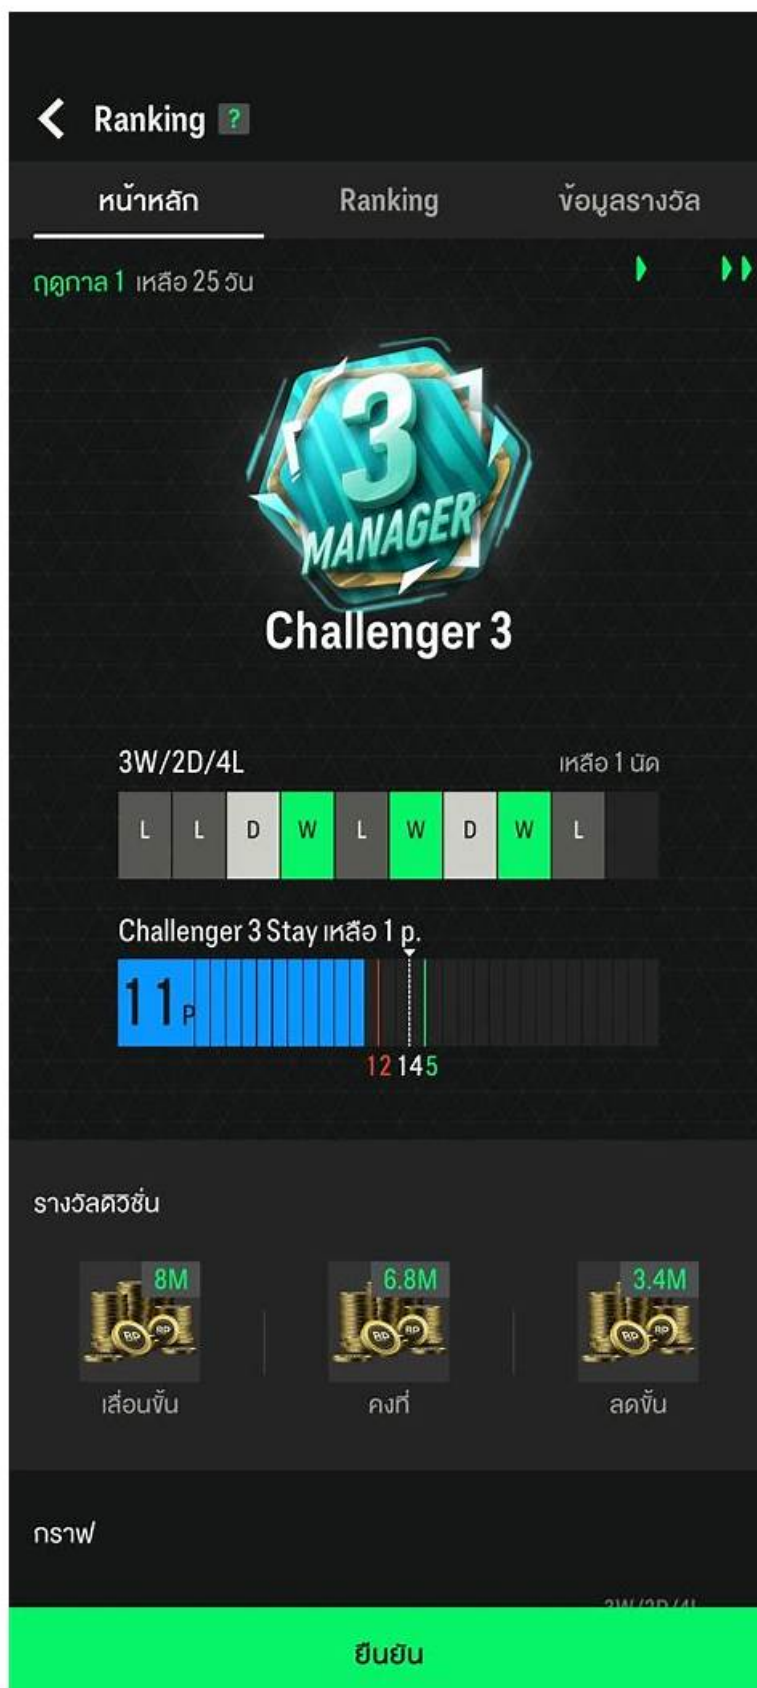 Ranking ?
หน้าหลัก Ranking ข้อมูลรางวัล
ฤดูกาล 1 เหลือ 25 วัน
3
MANAGER
Challenger 3
3W/2D/4L เหลือ 1 นัด
L L D W L W D W L
Challenger 3 Stay เหลือ 1 p.
11P
12 14 5
รางวัลดิวิชั่น
8M 6.8M 3.4M
เลื่อนขั้น คงที่ ลดขั้น
กราฟ
3W/2D/4L
ยืนยัน